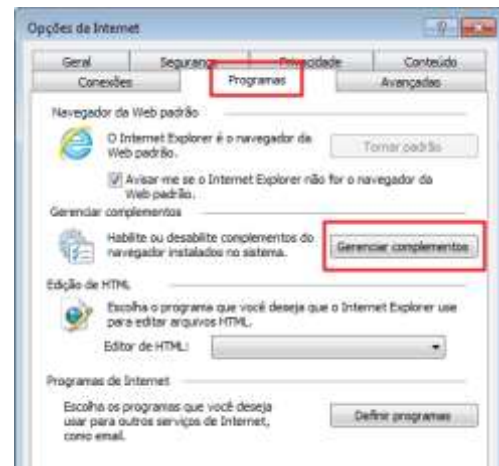 Opções da Internet
Geral
Segurança
Privacidade
Conteúdo
Conexões
Programas
Avançadas
Navegador da Web padrão
O Internet Explorer é o navegador da
Web padrão.
Tornar padrão
Avisar-me se o Internet Explorer não for o navegador da
Web padrão.
Gerenciar complementos
Habilite ou desabilite complementos do
navegador instalados no sistema.
Gerenciar complementos
Edição de HTML
Escolha o programa que você deseja que o Internet Explorer use
para editar arquivos HTML.
Editor de HTML:
Programas de Internet
Escolha os programas que você deseja
usar para outros serviços de Internet,
como email.
Definir programas